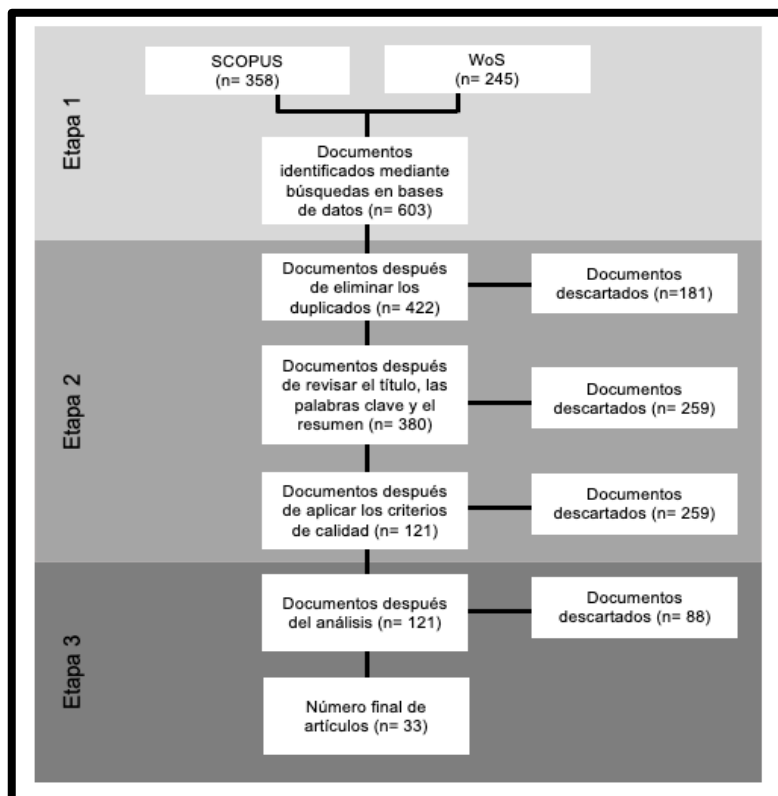 SCOPUS
(n= 358)
WoS
(n= 245)
Etapa 1
Documentos
identificados mediante
búsquedas en bases
de datos (n= 603)
Etapa 2
Documentos después
de eliminar los
duplicados (n= 422)
Documentos
descartados (n=181)
Documentos después
de revisar el título, las
palabras clave y el
resumen (n= 380)
Documentos
descartados (n= 259)
Documentos después
de aplicar los criterios
de calidad (n= 121)
Documentos
descartados (n= 259)
Etapa 3
Documentos después
del análisis (n= 121)
Documentos
descartados (n= 88)
Número final de
artículos (n= 33)